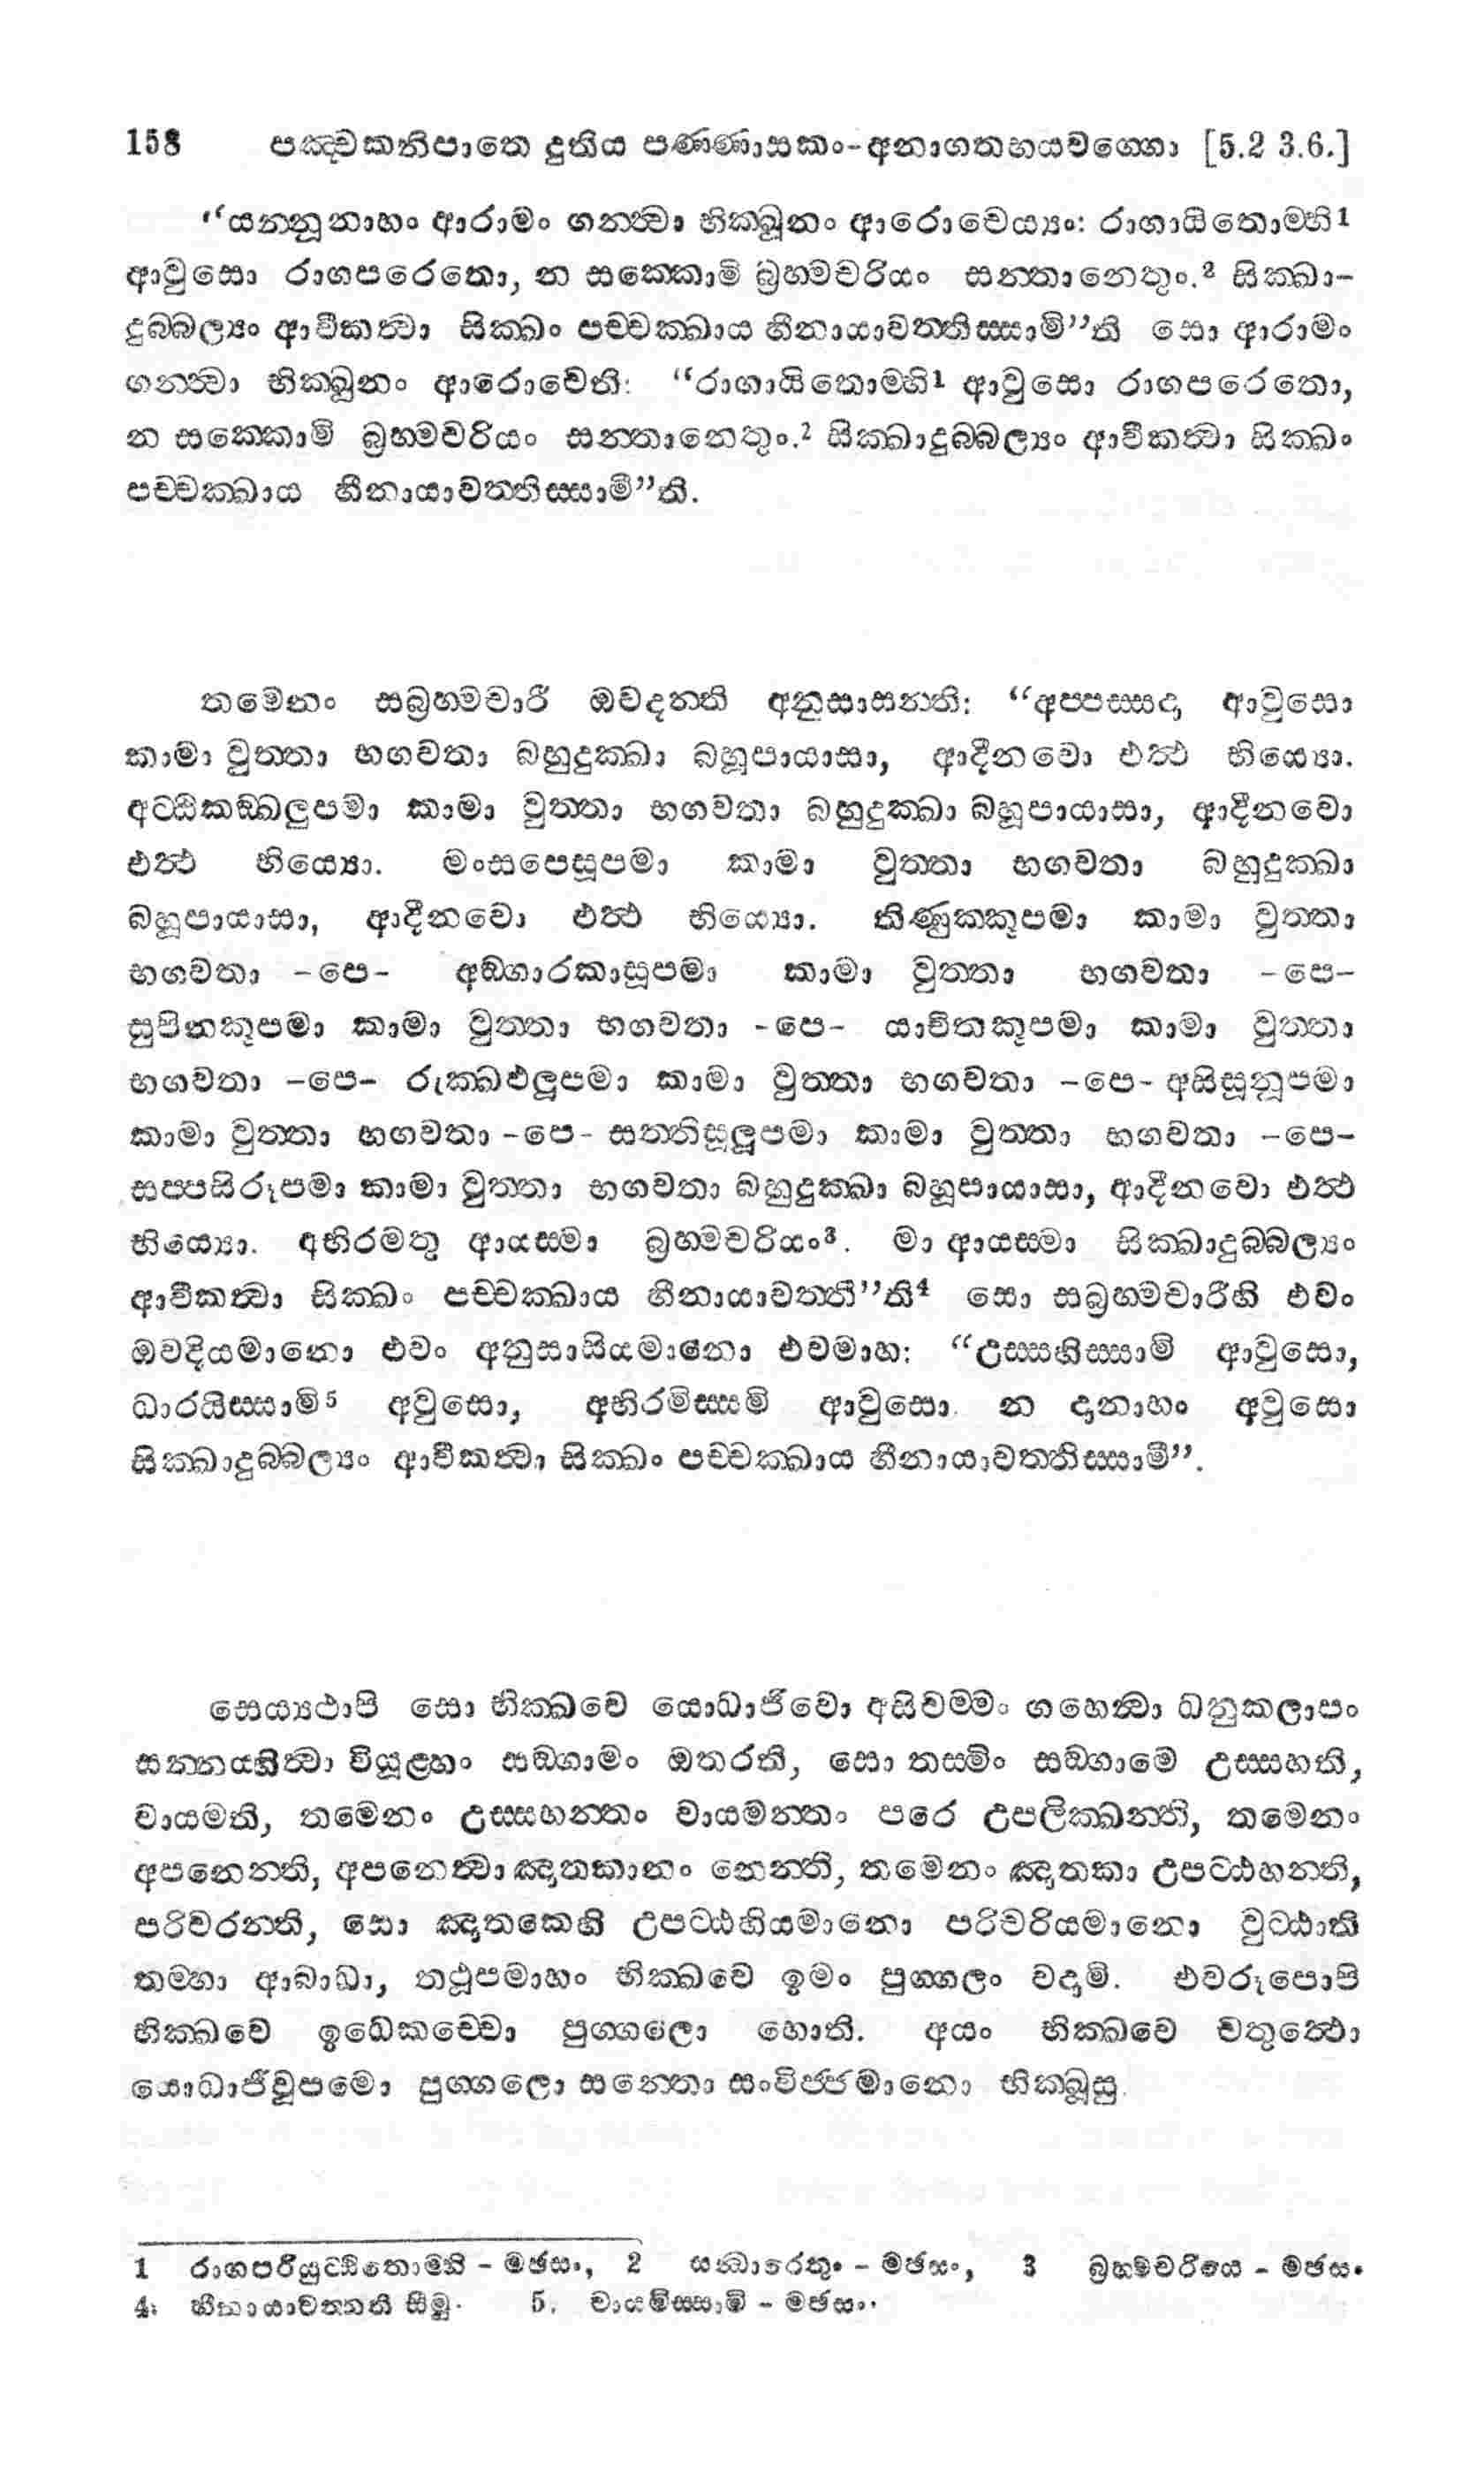 158 පඤ්චකනිපාතෙ දුතිය පණ්ණාසකං-අනාගතභයවග්ගො [5.2 3.6.]
“යන්නූනාහං ආරාමං ගන්ත්වා භික්ඛූනං ආරොචෙය්‍යං: රාගායිතොම්හි1
ආවුසො රාගපරෙතො, න සක්කොමි බ්‍රහ්මචරියං සන්තානෙතුං.2 සික්ඛා-
දුබ්බල්‍යං ආවීකත්වා සික්ඛං පච්චක්ඛාය හීනායාවත්තිස්සාමී”ති සො ආරාමං
ගන්ත්වා භික්ඛූනං ආරොචෙති: “රාගායිතොම්හි1 ආවුසො රාගපරෙතො,
න සක්කොමි බ්‍රහ්මචරියං සන්තානෙතුං.2 සික්ඛාදුබ්බල්‍යං ආවීකත්වා සික්ඛං
පච්චක්ඛාය හීනායාවත්තිස්සාමී”ති.
තමෙනං සබ්‍රහ්මචාරී ඔවදන්ති අනුසාසන්ති: “අප්පස්සදා ආවුසො
කාමා වුත්තා භගවතා බහුදුක්ඛා බහූපායාසා, ආදීනවො එත්ථ භිය්‍යො.
අට්ඨිකඞ්ඛලූපමා කාමා වුත්තා භගවතා බහුදුක්ඛා බහූපායාසා, ආදීනවො
එත්ථ භිය්‍යො. මංසපෙසූපමා කාමා වුත්තා භගවතා බහුදුක්ඛා
බහූපායාසා, ආදීනවො එත්ථ භිය්‍යො. තිණුක්කූපමා කාමා වුත්තා
භගවතා -පෙ- අඞ්ගාරකාසූපමා කාමා වුත්තා භගවතා -පෙ-
සුපිනකූපමා කාමා වුත්තා භගවතා -පෙ- යාචිතකූපමා කාමා වුත්තා
භගවතා -පෙ- රුක්ඛඵලූපමා කාමා වුත්තා භගවතා -පෙ- අසිසූනූපමා
කාමා වුත්තා භගවතා -පෙ- සත්තිසූලූපමා කාමා වුත්තා භගවතා -පෙ-
සප්පසිරූපමා කාමා වුත්තා භගවතා බහුදුක්ඛා බහූපායාසා, ආදීනවො එත්ථ
භිය්‍යො. අභිරමතු ආයස්මා බ්‍රහ්මචරියං3. මා ආයස්මා සික්ඛාදුබ්බල්‍යං
ආවීකත්වා සික්ඛං පච්චක්ඛාය හීනායාවත්තී”ති4 සො සබ්‍රහ්මචාරීහි එවං
ඔවදියමානො එවං අනුසාසියමානො එවමාහ: “උස්සහිස්සාමි ආවුසො,
ධාරයිස්සාමි5 අවුසො, අභිරමිස්සමි ආවුසො. න දානාහං අවුසො
සික්ඛාදුබ්බල්‍යං ආවීකත්වා සික්ඛං පච්චක්ඛාය හීනායාවත්තිස්සාමී”.
සෙය්‍යථාපි සො භික්ඛවෙ යොධාජීවො අසිචම්මං ගහෙත්වා ධනුකලාපං
සන්නය්හිත්වා වියූළ්හං සඞ්ගාමං ඔතරති, සො තස්මිං සඞ්ගාමෙ උස්සහති,
වායමති, තමෙනං උස්සහන්තං වායමන්තං පරෙ උපලික්ඛන්ති, තමෙනං
අපනෙන්ති, අපනෙත්වා ඤාතකානං නෙන්ති, තමෙනං ඤාතකා උපට්ඨහන්ති,
පරිචරන්ති, සො ඤාතකෙහි උපට්ඨහියමානො පරිචරියමානො වුට්ඨාති
තම්හා ආබාධා, තථූපමාහං භික්ඛවෙ ඉමං පුග්ගලං වදාමි. එවරූපොපි
භික්ඛවෙ ඉධෙකච්චො පුග්ගලො හොති. අයං භික්ඛවෙ චතුත්ථො
යොධාජීවූපමො පුග්ගලො සන්තො සංවිජ්ජමානො භික්ඛූසු.
1 රාගපරියුට්ඨිතොම්හි - මඡසං, 2 සන්ධාරෙතුං - මඡසං, 3 බ්‍රහ්මචරියෙ - මඡසං
4. හීනායාවත්තතී සීමු. 5. වායමිස්සාමි - මඡසං.